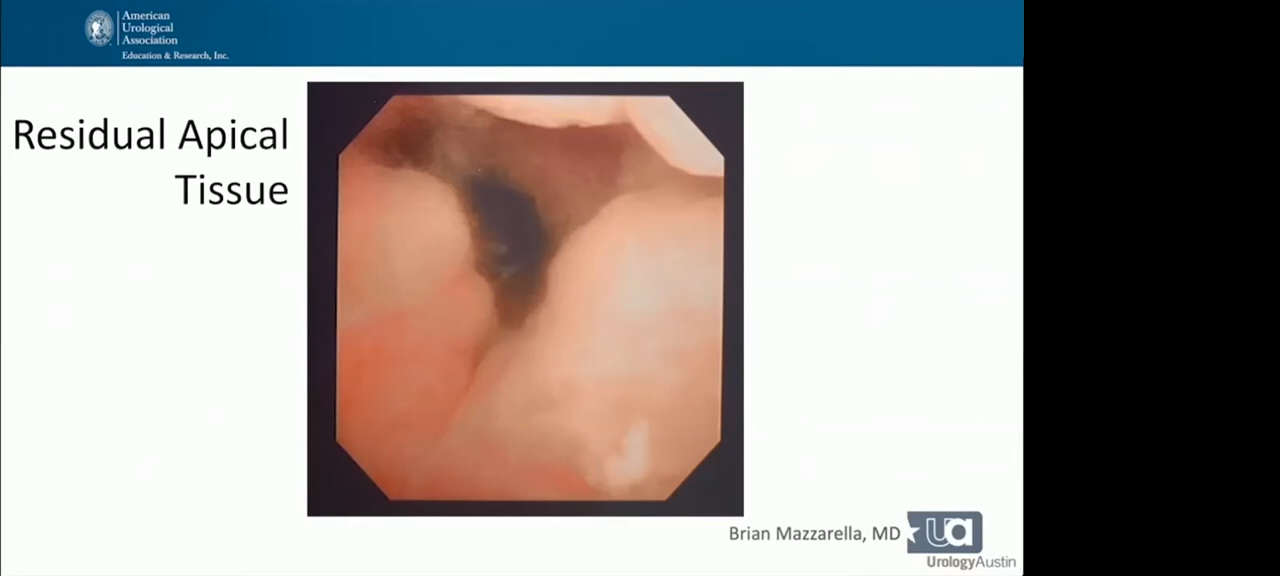 American
Urological
Association
Education & Research, Inc.
Residual Apical
Tissue
Brian Mazzarella, MD
ua
UrologyAustin